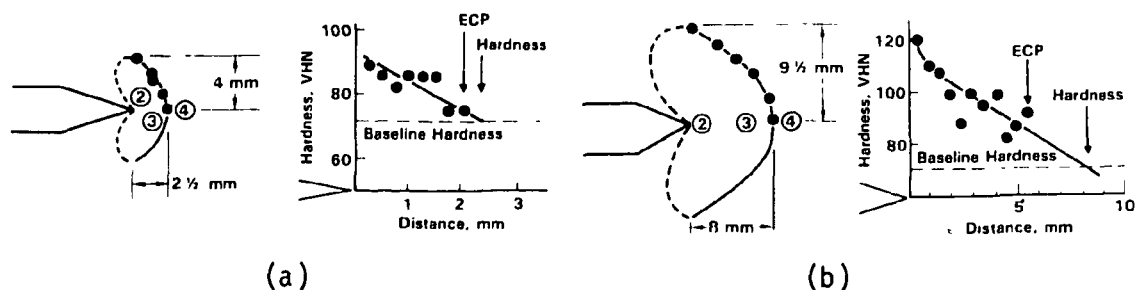 4 mm
② ③ ④
2 ½ mm
Hardness, VHN
100
80
60
ECP
Hardness
Baseline Hardness
1 2 3
Distance, mm
(a)
9 ½ mm
② ③ ④
8 mm
Hardness, VHN
120
100
80
ECP
Hardness
Baseline Hardness
5 10
Distance, mm
(b)